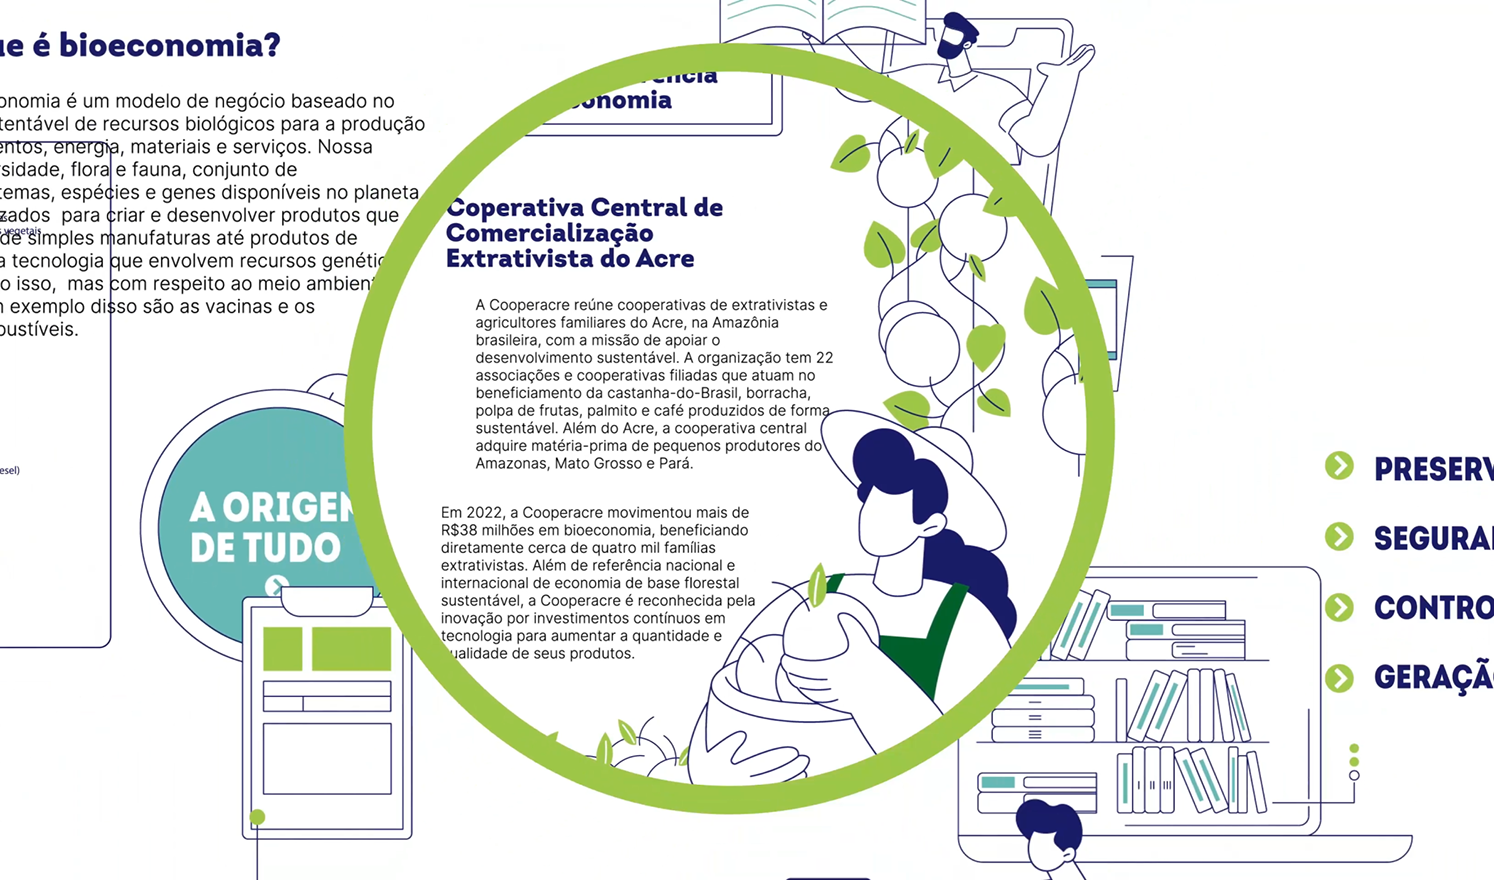 e é bioeconomia?
onomia é um modelo de negócio baseado no
tentável de recursos biológicos para a produção
entos, energia, materiais e serviços. Nossa
rsidade, flora e fauna, conjunto de
temas, espécies e genes disponíveis no planeta
zados para criar e desenvolver produtos que
de simples manufaturas até produtos de
a tecnologia que envolvem recursos genétic
o isso, mas com respeito ao meio ambien
exemplo disso são as vacinas e os
bustíveis.
s vegetais
esel)
A ORIGEM
DE TUDO
ência
onomia
Coperativa Central de
Comercialização
Extrativista do Acre
A Cooperacre reúne cooperativas de extrativistas e
agricultores familiares do Acre, na Amazônia
brasileira, com a missão de apoiar o
desenvolvimento sustentável. A organização tem 22
associações e cooperativas filiadas que atuam no
beneficiamento da castanha-do-Brasil, borracha,
polpa de frutas, palmito e café produzidos de forma
sustentável. Além do Acre, a cooperativa central
adquire matéria-prima de pequenos produtores do
Amazonas, Mato Grosso e Pará.
Em 2022, a Cooperacre movimentou mais de
R$38 milhões em bioeconomia, beneficiando
diretamente cerca de quatro mil famílias
extrativistas. Além de referência nacional e
internacional de economia de base florestal
sustentável, a Cooperacre é reconhecida pela
inovação por investimentos contínuos em
tecnologia para aumentar a quantidade e
ualidade de seus produtos.
PRESERV
SEGURA
CONTRO
GERAÇÃ